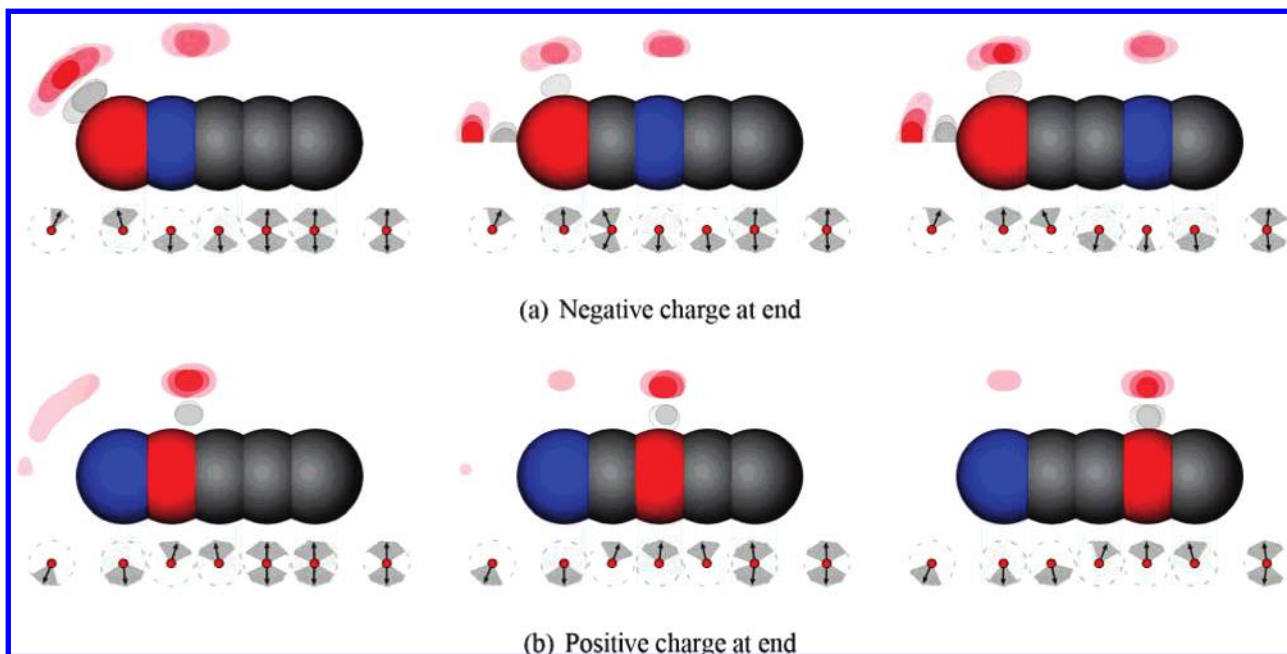 (a) Negative charge at end
(b) Positive charge at end